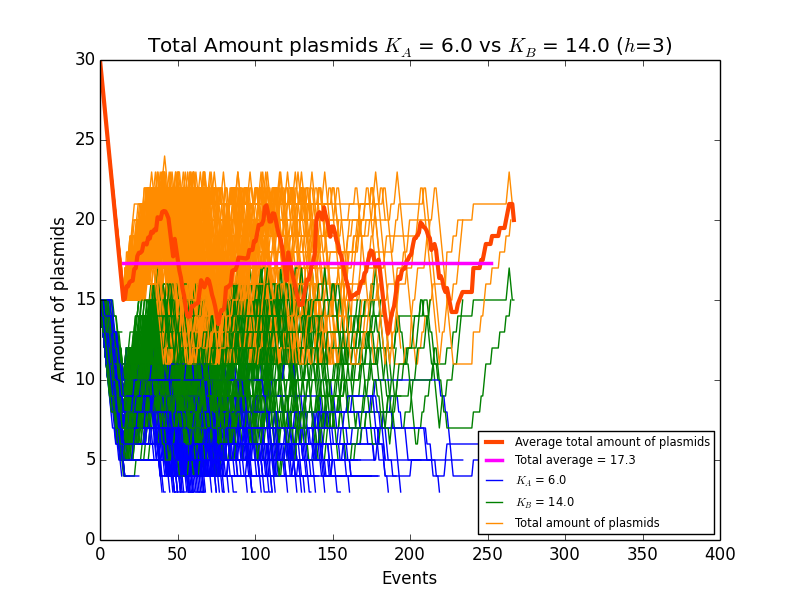 Total Amount plasmids K_A = 6.0 vs K_B = 14.0 (h=3)
30
25
20
15
10
5
0
Amount of plasmids
0 50 100 150 200 250 300 350 400
Events
Average total amount of plasmids
Total average = 17.3
K_A = 6.0
K_B = 14.0
Total amount of plasmids